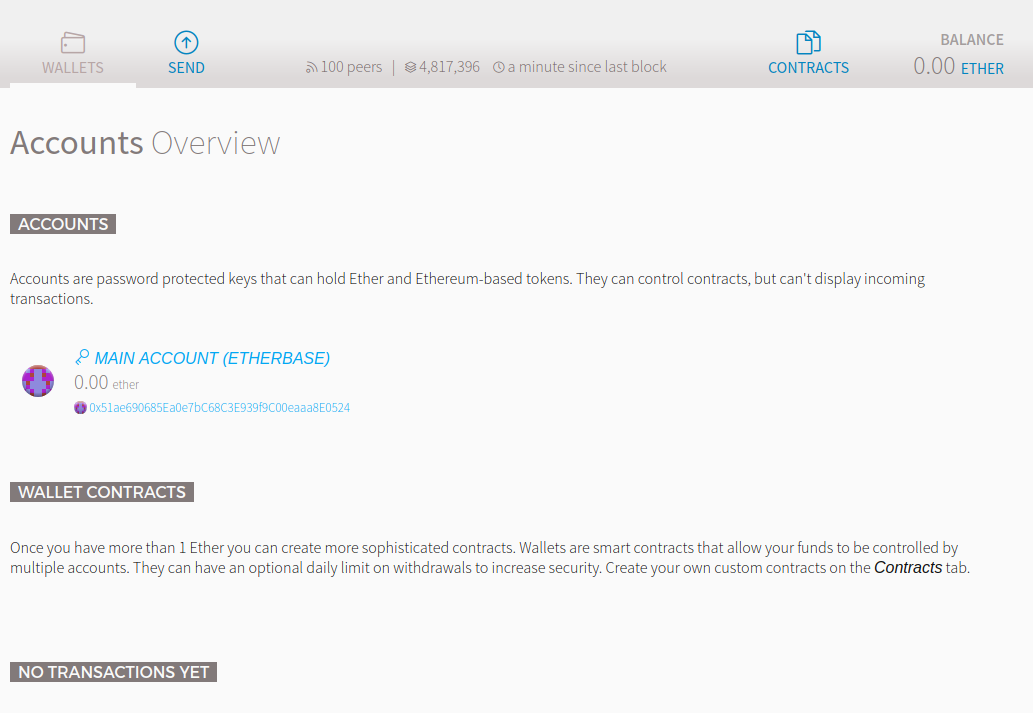 WALLETS
SEND
100 peers | 4,817,396 a minute since last block
CONTRACTS
BALANCE
0.00 ETHER
Accounts Overview
ACCOUNTS
Accounts are password protected keys that can hold Ether and Ethereum-based tokens. They can control contracts, but can't display incoming
transactions.
MAIN ACCOUNT (ETHERBASE)
0.00 ether
0x51ae690685Ea0e7bC68C3E939f9C00eaaa8E0524
WALLET CONTRACTS
Once you have more than 1 Ether you can create more sophisticated contracts. Wallets are smart contracts that allow your funds to be controlled by
multiple accounts. They can have an optional daily limit on withdrawals to increase security. Create your own custom contracts on the Contracts tab.
NO TRANSACTIONS YET